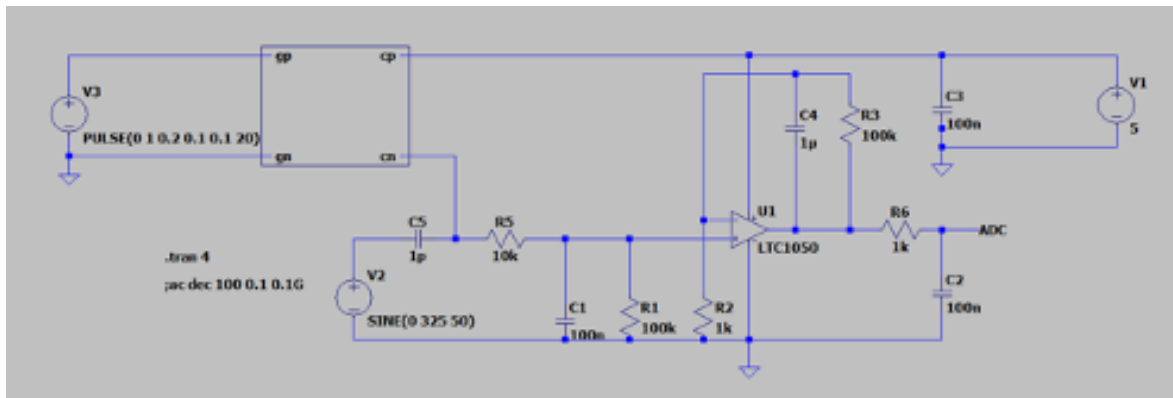 gp
cp
V3
PULSE(0 1 0.2 0.1 0.1 20)
gn
cn
C4
1µ
R3
100k
C3
100n
V1
5
C5
1µ
R5
10k
U1
LTC1050
R6
1k
ADC
.tran 4
;ac dec 100 0.1 0.1G
V2
SINE(0 325 50)
C1
100n
R1
100k
R2
1k
C2
100n